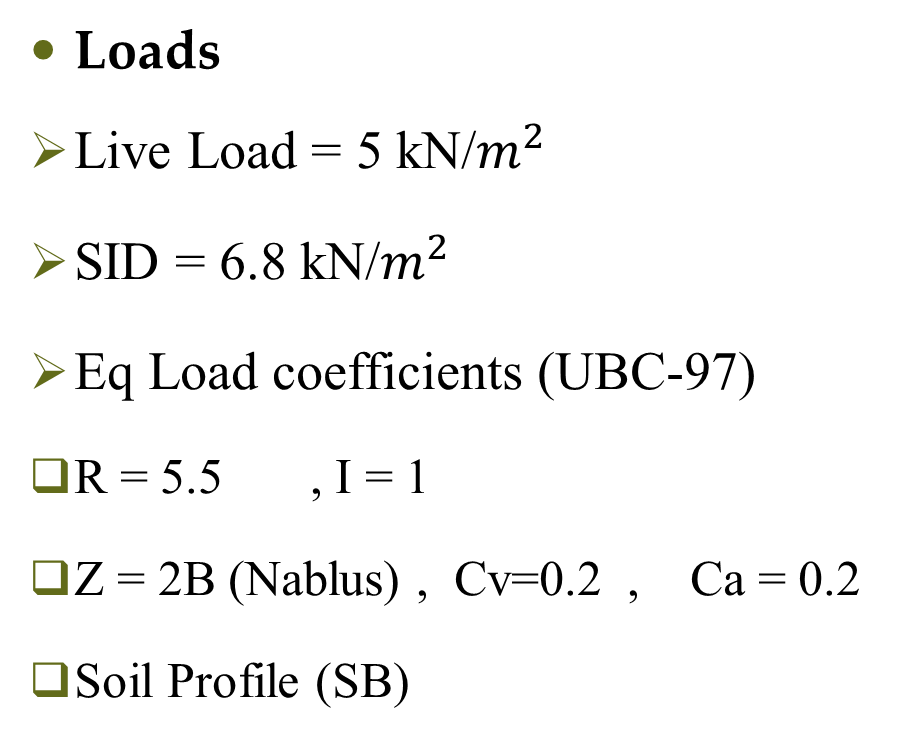 • Loads
➢ Live Load = 5 kN/m²
➢ SID = 6.8 kN/m²
➢ Eq Load coefficients (UBC-97)
❑ R = 5.5 , I = 1
❑ Z = 2B (Nablus) , Cv=0.2 , Ca = 0.2
❑ Soil Profile (SB)